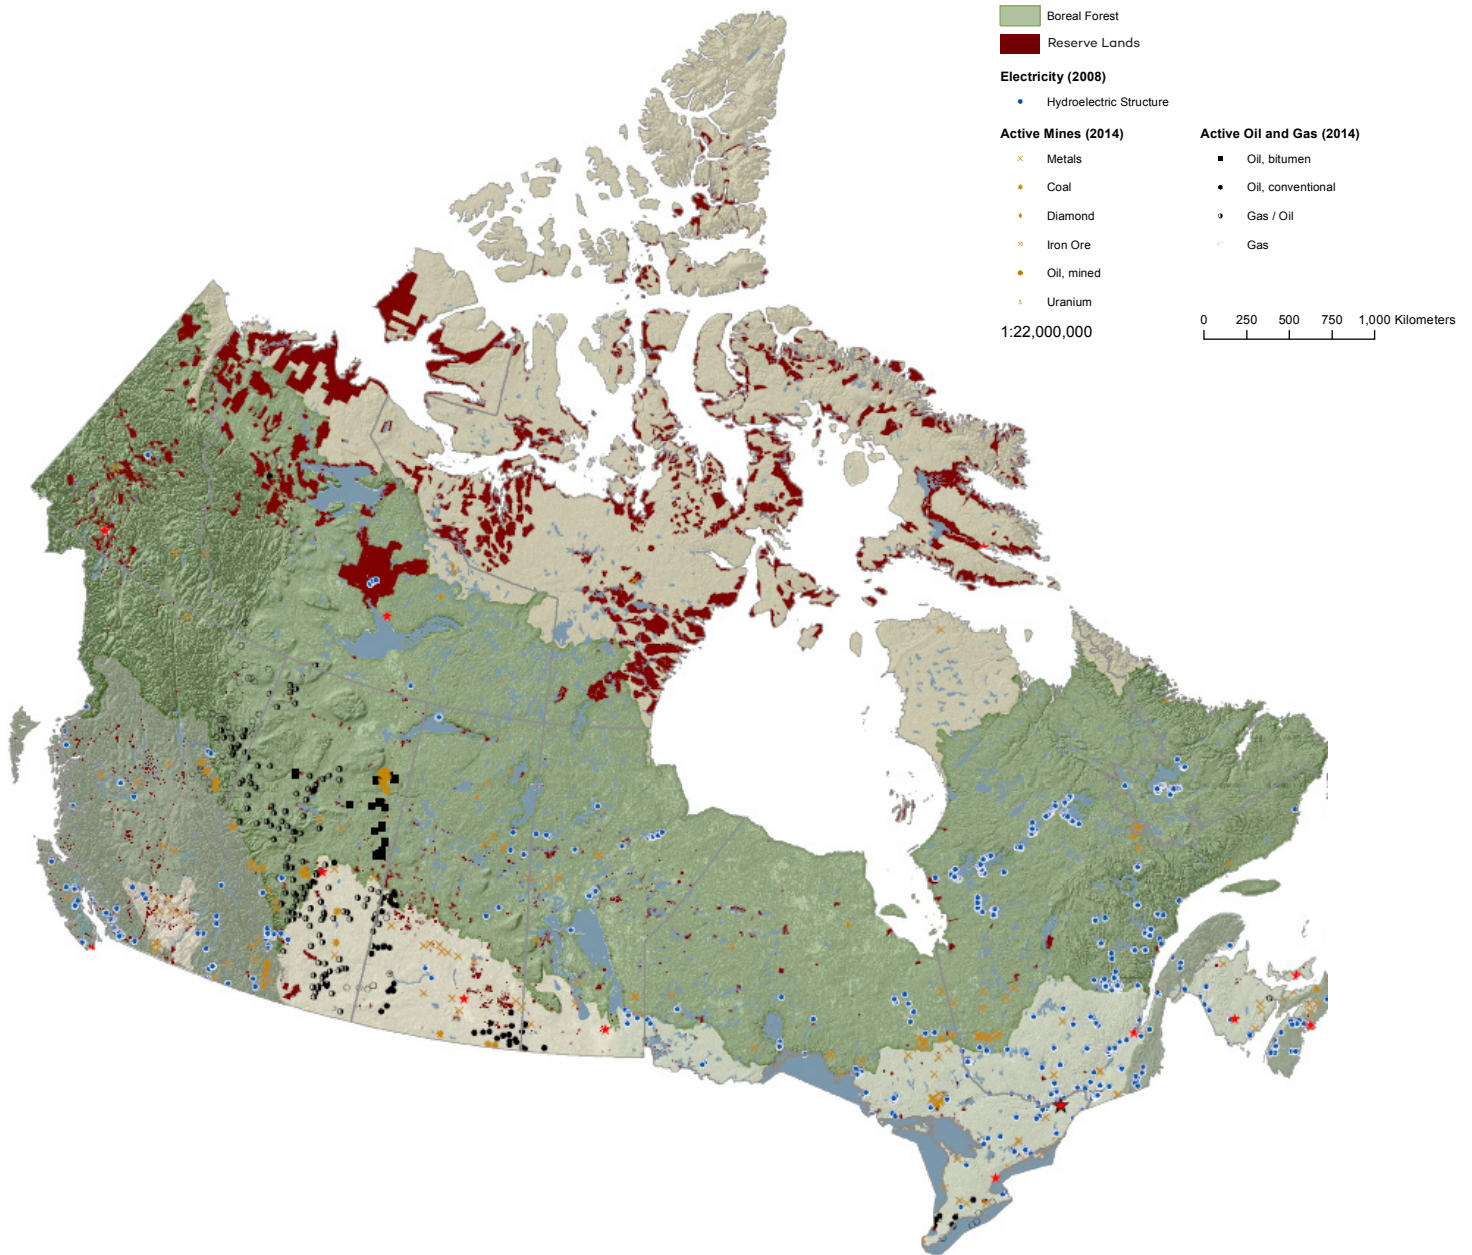 Boreal Forest
Reserve Lands
Electricity (2008)
Hydroelectric Structure
Active Mines (2014)
Metals
Coal
Diamond
Iron Ore
Oil, mined
Uranium
1:22,000,000
Active Oil and Gas (2014)
Oil, bitumen
Oil, conventional
Gas / Oil
Gas
0 250 500 750 1,000 Kilometers